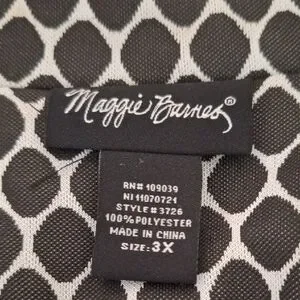 Maggie Barnes®
RN# 109039
NI 11070721
STYLE # 3726
100% POLYESTER
MADE IN CHINA
SIZE: 3X